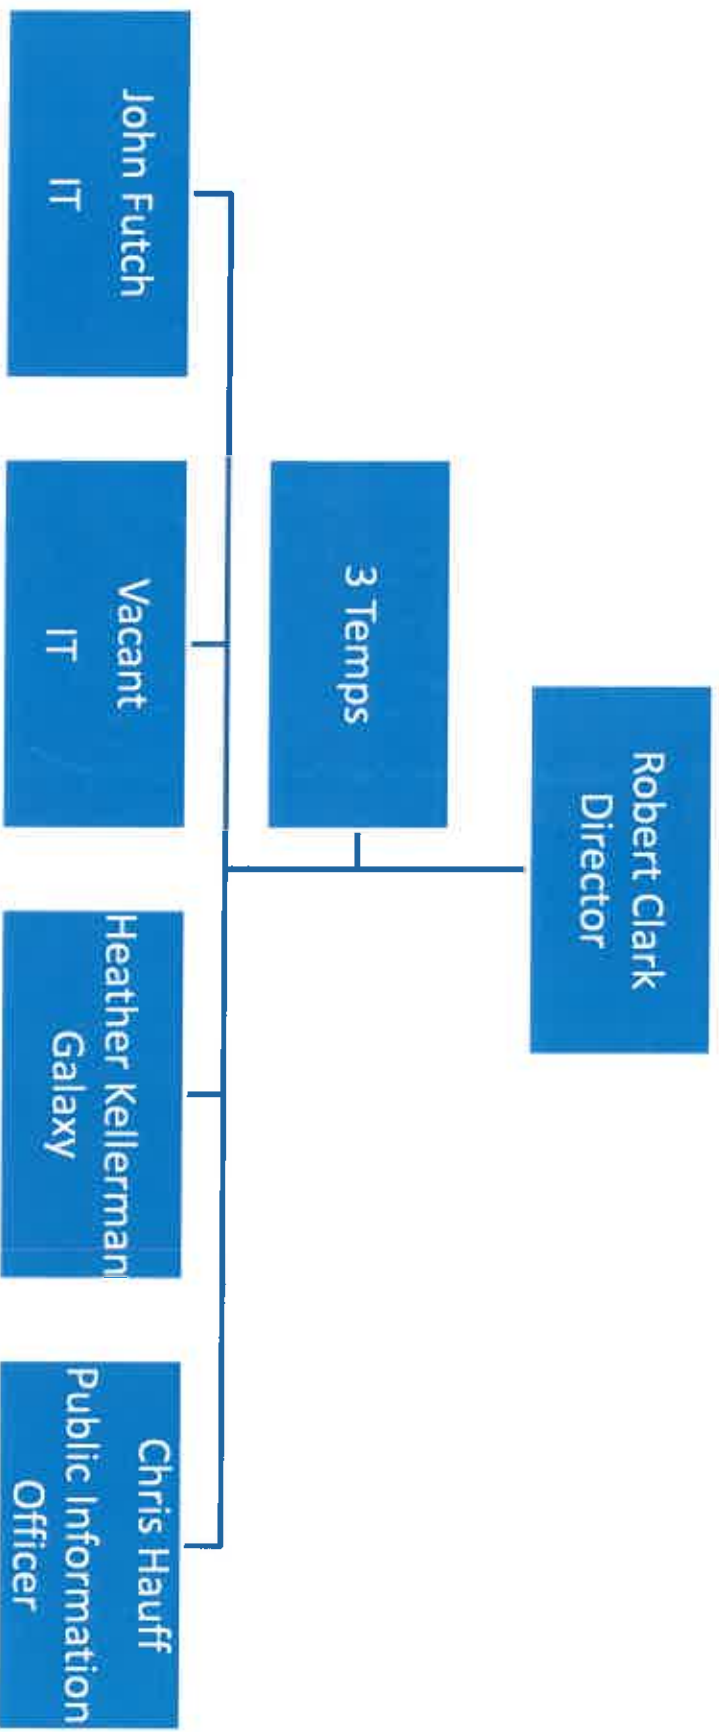 Robert Clark
Director
3 Temps
John Futch
IT
Vacant
IT
Heather Kellerman
Galaxy
Chris Hauff
Public Information
Officer